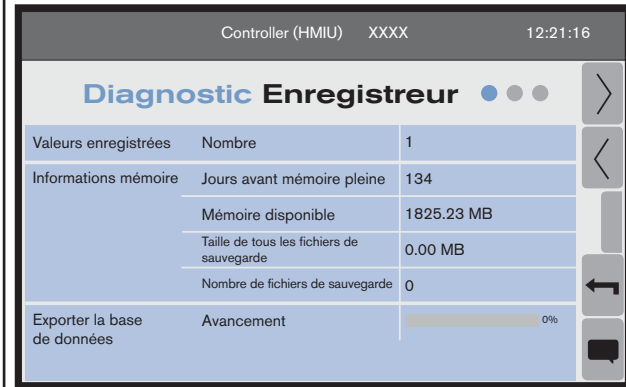 Controller (HMIU) XXXX 12:21:16
Diagnostic Enregistreur
Valeurs enregistrées Nombre 1
Informations mémoire Jours avant mémoire pleine 134
Mémoire disponible 1825.23 MB
Taille de tous les fichiers de
sauvegarde 0.00 MB
Nombre de fichiers de sauvegarde 0
Exporter la base Avancement 0%
de données